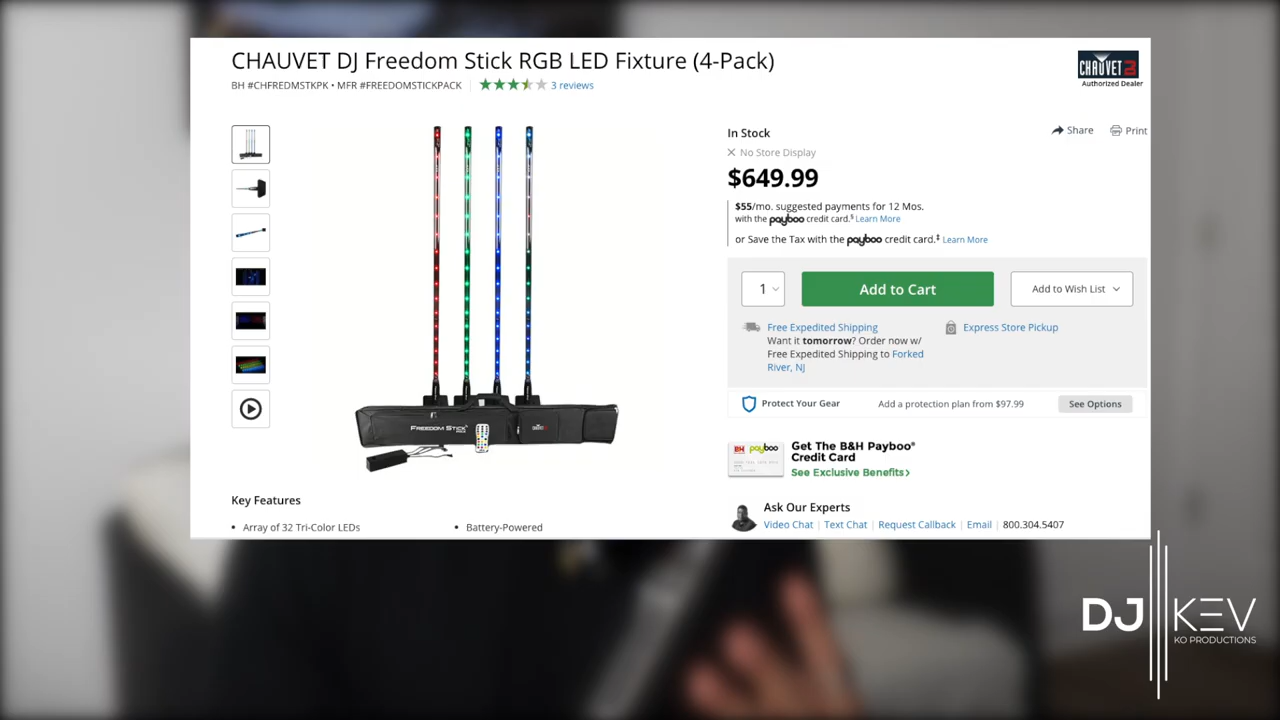 CHAUVET DJ Freedom Stick RGB LED Fixture (4-Pack)
BH #CHFREDMSTKPK • MFR #FREEDOMSTICKPACK
3 reviews
CHAUVET
Authorized Dealer
In Stock
Share
Print
No Store Display
$649.99
$55/mo. suggested payments for 12 Mos.
with the payboo credit card.§ Learn More
or Save the Tax with the payboo credit card.‡ Learn More
1
Add to Cart
Add to Wish List
Free Expedited Shipping
Want it tomorrow? Order now w/
Free Expedited Shipping to Forked
River, NJ
Express Store Pickup
Protect Your Gear
Add a protection plan from $97.99
See Options
FREEDOM STICK
BH payboo
Get The B&H Payboo®
Credit Card
See Exclusive Benefits
Key Features
Ask Our Experts
• Array of 32 Tri-Color LEDs
• Battery-Powered
Video Chat | Text Chat | Request Callback | Email | 800.304.5407
DJ KEV
KO PRODUCTIONS